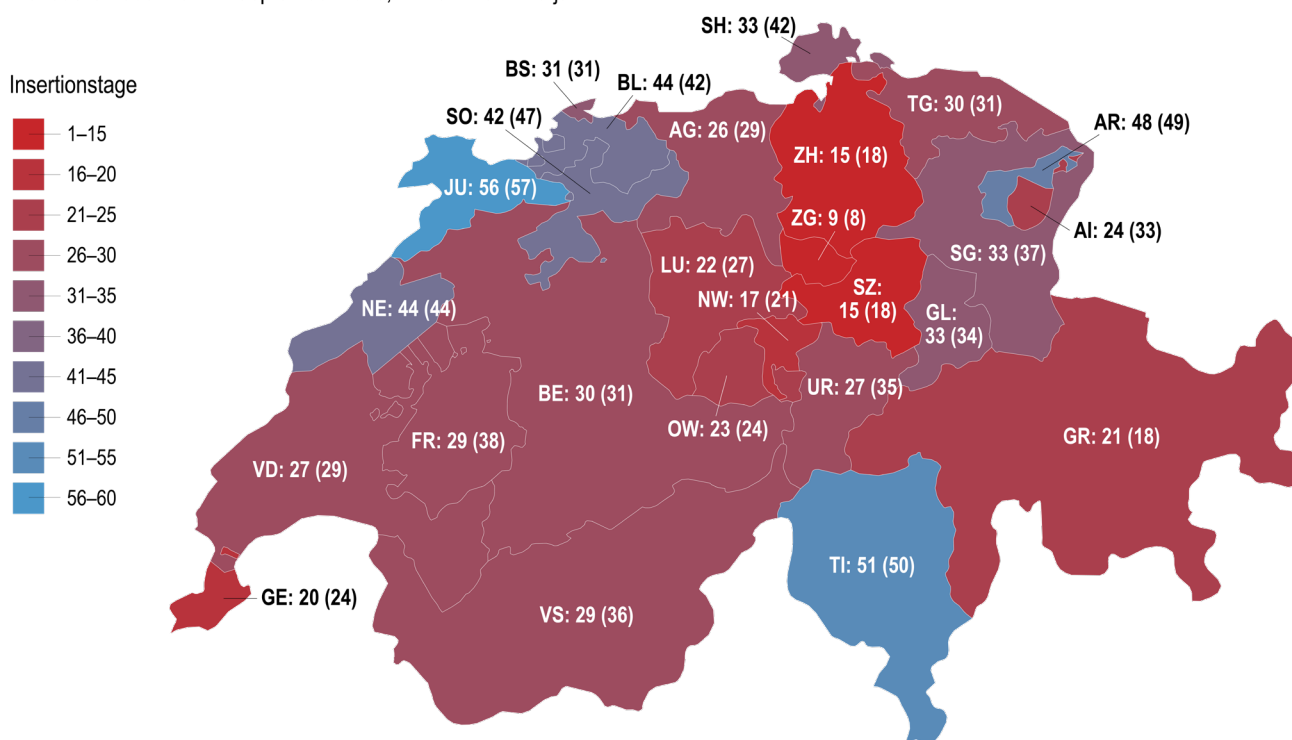 Insertionstage
1–15
16–20
21–25
26–30
31–35
36–40
41–45
46–50
51–55
56–60
SH: 33 (42)
BS: 31 (31)
BL: 44 (42)
SO: 42 (47)
AG: 26 (29)
TG: 30 (31)
AR: 48 (49)
ZH: 15 (18)
JU: 56 (57)
ZG: 9 (8)
AI: 24 (33)
SG: 33 (37)
LU: 22 (27)
SZ:
15 (18)
NW: 17 (21)
NE: 44 (44)
GL:
33 (34)
BE: 30 (31)
UR: 27 (35)
OW: 23 (24)
GR: 21 (18)
FR: 29 (38)
VD: 27 (29)
TI: 51 (50)
GE: 20 (24)
VS: 29 (36)